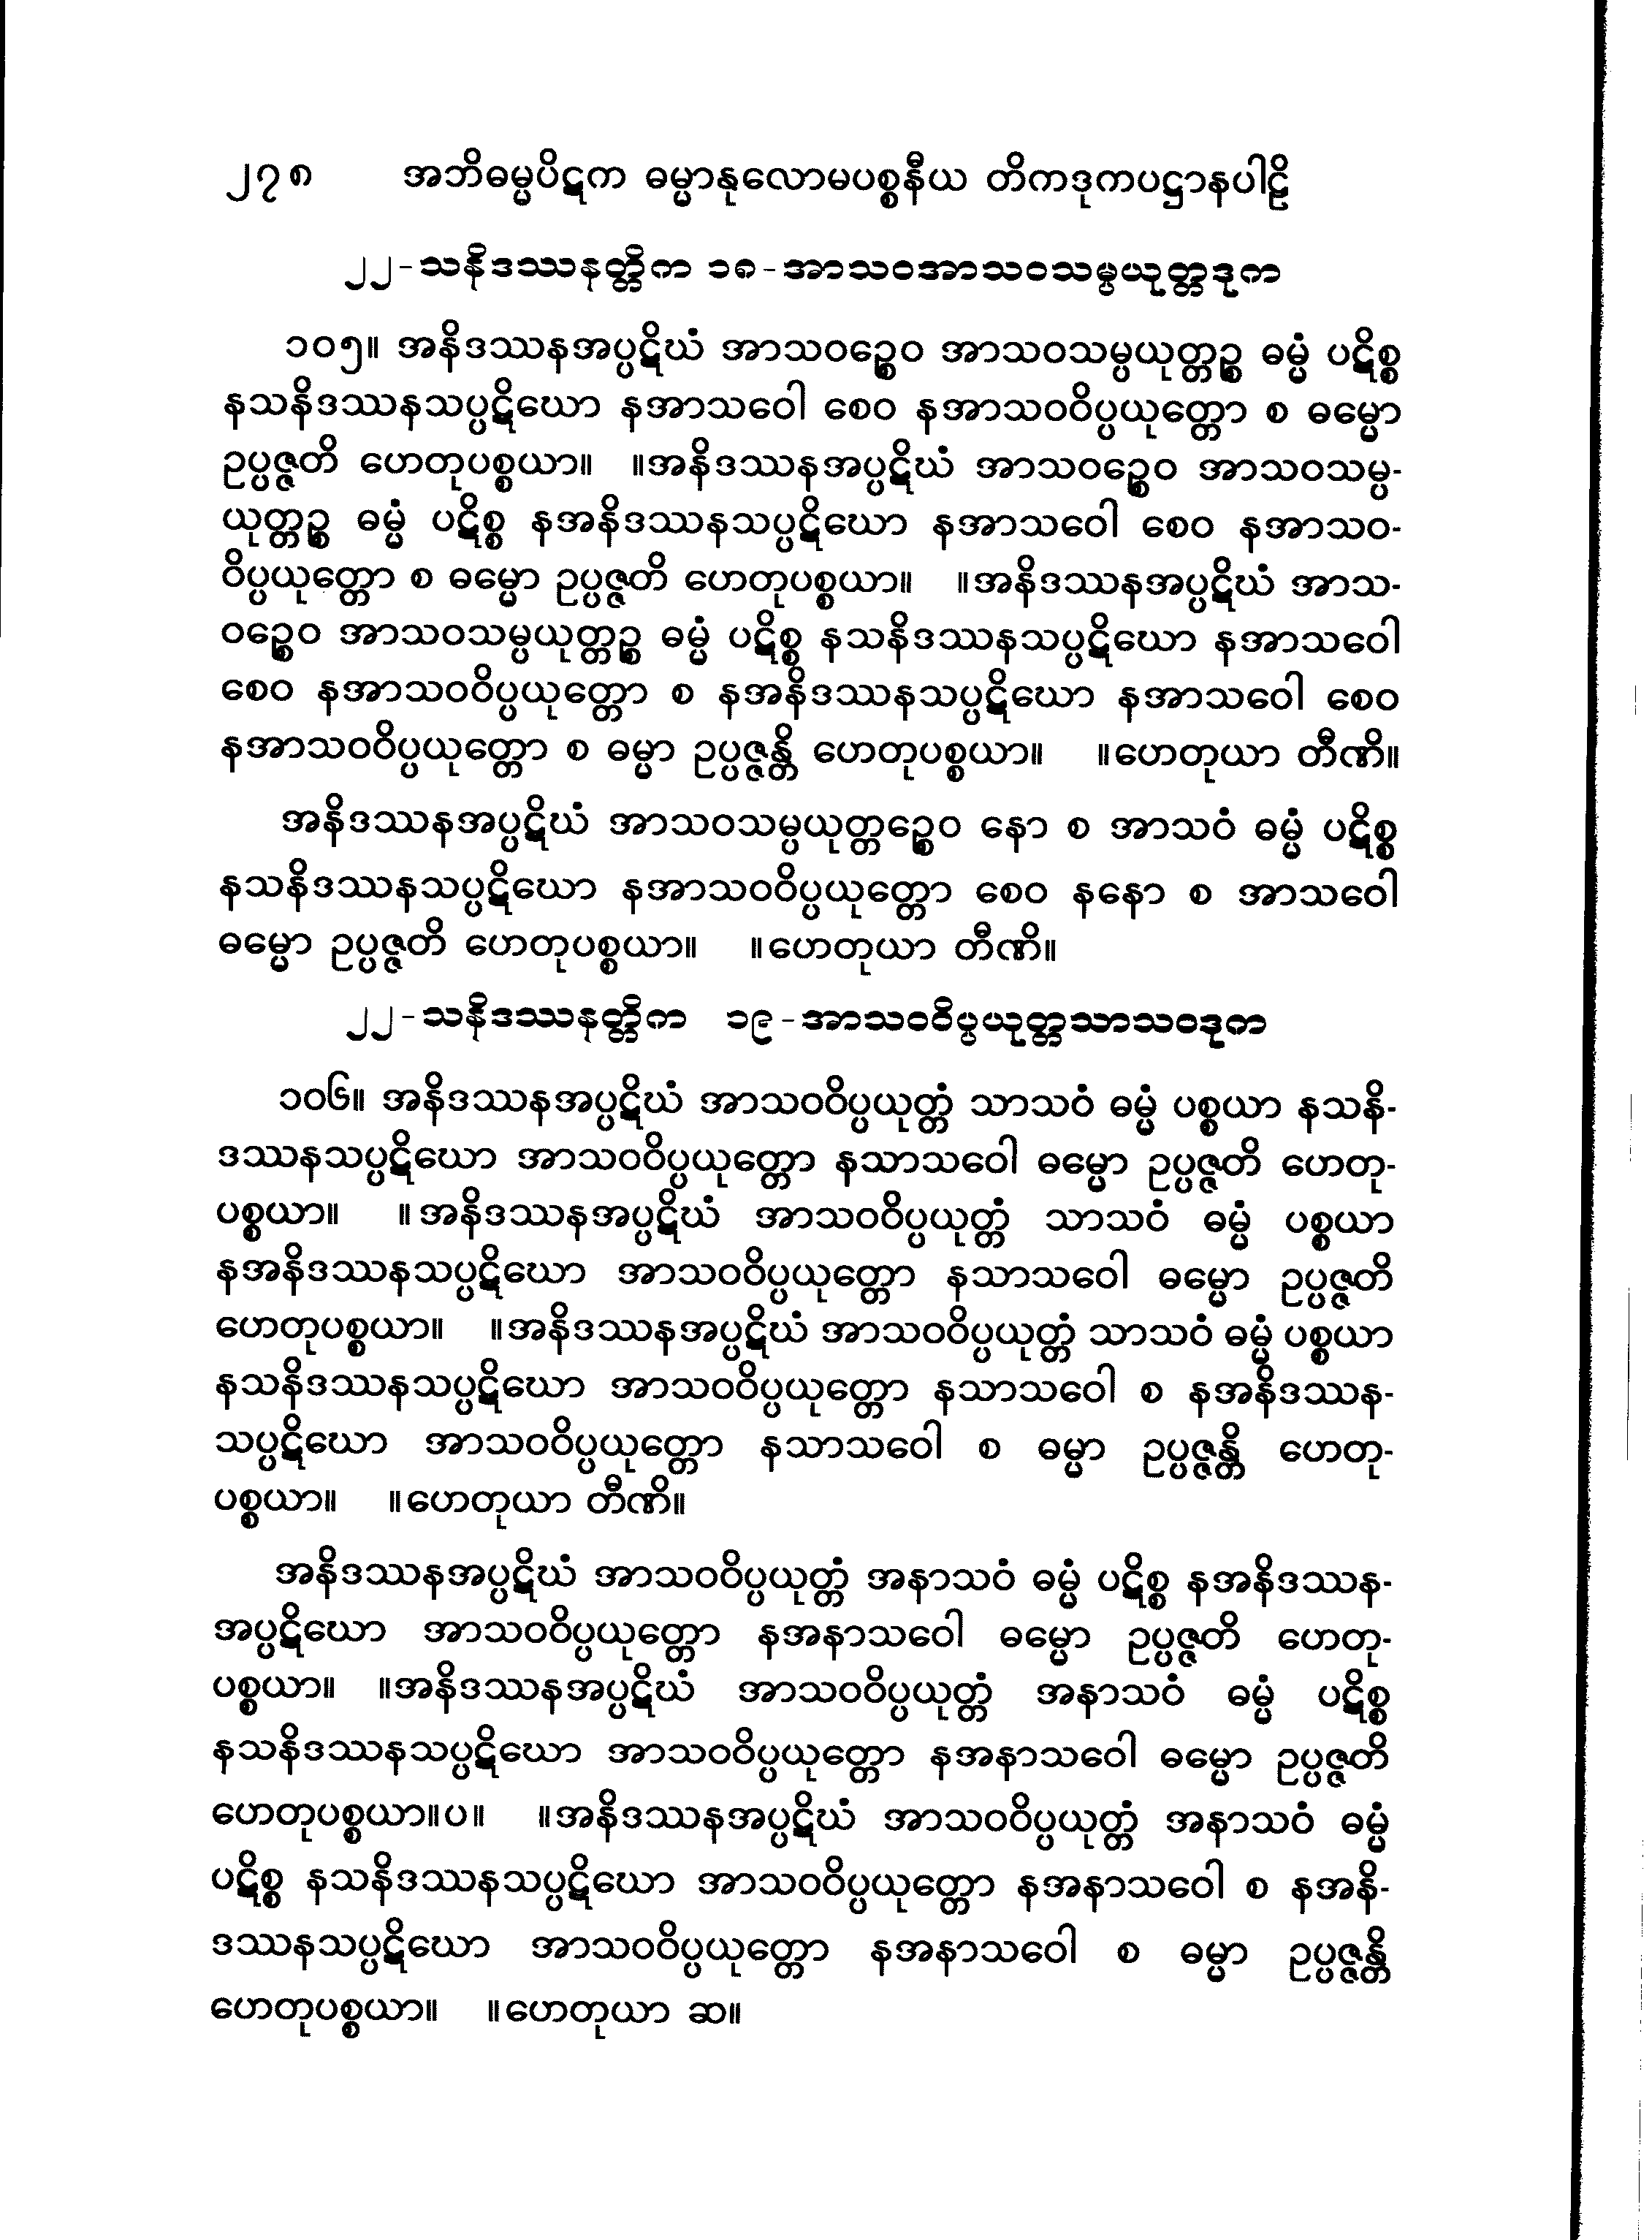 ၂၇၈ အဘိဓမ္မပိဋက ဓမ္မာနုလောမပစ္စနီယ တိကဒုကပဋ္ဌာနပါဠိ
၂၂-သနိဒဿနတ္တိက ၁၈-အာသဝအာသဝသမ္ပယုတ္တဒုက
၁၀၅။ အနိဒဿနအပ္ပဋိဃံ အာသဝဉ္စေဝ အာသဝသမ္ပယုတ္တဉ္စ ဓမ္မံ ပဋိစ္စ
နသနိဒဿနသပ္ပဋိဃော နအာသဝေါ စေဝ နအာသဝဝိပ္ပယုတ္တော စ ဓမ္မော
ဥပ္ပဇ္ဇတိ ဟေတုပစ္စယာ။ ။အနိဒဿနအပ္ပဋိဃံ အာသဝဉ္စေဝ အာသဝသမ္ပ-
ယုတ္တဉ္စ ဓမ္မံ ပဋိစ္စ နအနိဒဿနသပ္ပဋိဃော နအာသဝေါ စေဝ နအာသဝ-
ဝိပ္ပယုတ္တော စ ဓမ္မော ဥပ္ပဇ္ဇတိ ဟေတုပစ္စယာ။ ။အနိဒဿနအပ္ပဋိဃံ အာသ-
ဝဉ္စေဝ အာသဝသမ္ပယုတ္တဉ္စ ဓမ္မံ ပဋိစ္စ နသနိဒဿနသပ္ပဋိဃော နအာသဝေါ
စေဝ နအာသဝဝိပ္ပယုတ္တော စ နအနိဒဿနသပ္ပဋိဃော နအာသဝေါ စေဝ
နအာသဝဝိပ္ပယုတ္တော စ ဓမ္မာ ဥပ္ပဇ္ဇန္တိ ဟေတုပစ္စယာ။ ။ဟေတုယာ တီဏိ။
အနိဒဿနအပ္ပဋိဃံ အာသဝသမ္ပယုတ္တဉ္စေဝ နော စ အာသဝံ ဓမ္မံ ပဋိစ္စ
နသနိဒဿနသပ္ပဋိဃော နအာသဝဝိပ္ပယုတ္တော စေဝ နနော စ အာသဝေါ
ဓမ္မော ဥပ္ပဇ္ဇတိ ဟေတုပစ္စယာ။ ။ဟေတုယာ တီဏိ။
၂၂-သနိဒဿနတ္တိက ၁၉-အာသဝဝိပ္ပယုတ္တသာသဝဒုက
၁၀၆။ အနိဒဿနအပ္ပဋိဃံ အာသဝဝိပ္ပယုတ္တံ သာသဝံ ဓမ္မံ ပစ္စယာ နသနိ-
ဒဿနသပ္ပဋိဃော အာသဝဝိပ္ပယုတ္တော နသာသဝေါ ဓမ္မော ဥပ္ပဇ္ဇတိ ဟေတု-
ပစ္စယာ။ ။အနိဒဿနအပ္ပဋိဃံ အာသဝဝိပ္ပယုတ္တံ သာသဝံ ဓမ္မံ ပစ္စယာ
နအနိဒဿနသပ္ပဋိဃော အာသဝဝိပ္ပယုတ္တော နသာသဝေါ ဓမ္မော ဥပ္ပဇ္ဇတိ
ဟေတုပစ္စယာ။ ။အနိဒဿနအပ္ပဋိဃံ အာသဝဝိပ္ပယုတ္တံ သာသဝံ ဓမ္မံ ပစ္စယာ
နသနိဒဿနသပ္ပဋိဃော အာသဝဝိပ္ပယုတ္တော နသာသဝေါ စ နအနိဒဿန-
သပ္ပဋိဃော အာသဝဝိပ္ပယုတ္တော နသာသဝေါ စ ဓမ္မာ ဥပ္ပဇ္ဇန္တိ ဟေတု-
ပစ္စယာ။ ။ဟေတုယာ တီဏိ။
အနိဒဿနအပ္ပဋိဃံ အာသဝဝိပ္ပယုတ္တံ အနာသဝံ ဓမ္မံ ပဋိစ္စ နအနိဒဿန-
အပ္ပဋိဃော အာသဝဝိပ္ပယုတ္တော နအနာသဝေါ ဓမ္မော ဥပ္ပဇ္ဇတိ ဟေတု-
ပစ္စယာ။ ။အနိဒဿနအပ္ပဋိဃံ အာသဝဝိပ္ပယုတ္တံ အနာသဝံ ဓမ္မံ ပဋိစ္စ
နသနိဒဿနသပ္ပဋိဃော အာသဝဝိပ္ပယုတ္တော နအနာသဝေါ ဓမ္မော ဥပ္ပဇ္ဇတိ
ဟေတုပစ္စယာ။ပ။ ။အနိဒဿနအပ္ပဋိဃံ အာသဝဝိပ္ပယုတ္တံ အနာသဝံ ဓမ္မံ
ပဋိစ္စ နသနိဒဿနသပ္ပဋိဃော အာသဝဝိပ္ပယုတ္တော နအနာသဝေါ စ နအနိ-
ဒဿနသပ္ပဋိဃော အာသဝဝိပ္ပယုတ္တော နအနာသဝေါ စ ဓမ္မာ ဥပ္ပဇ္ဇန္တိ
ဟေတုပစ္စယာ။ ။ဟေတုယာ ဆ။